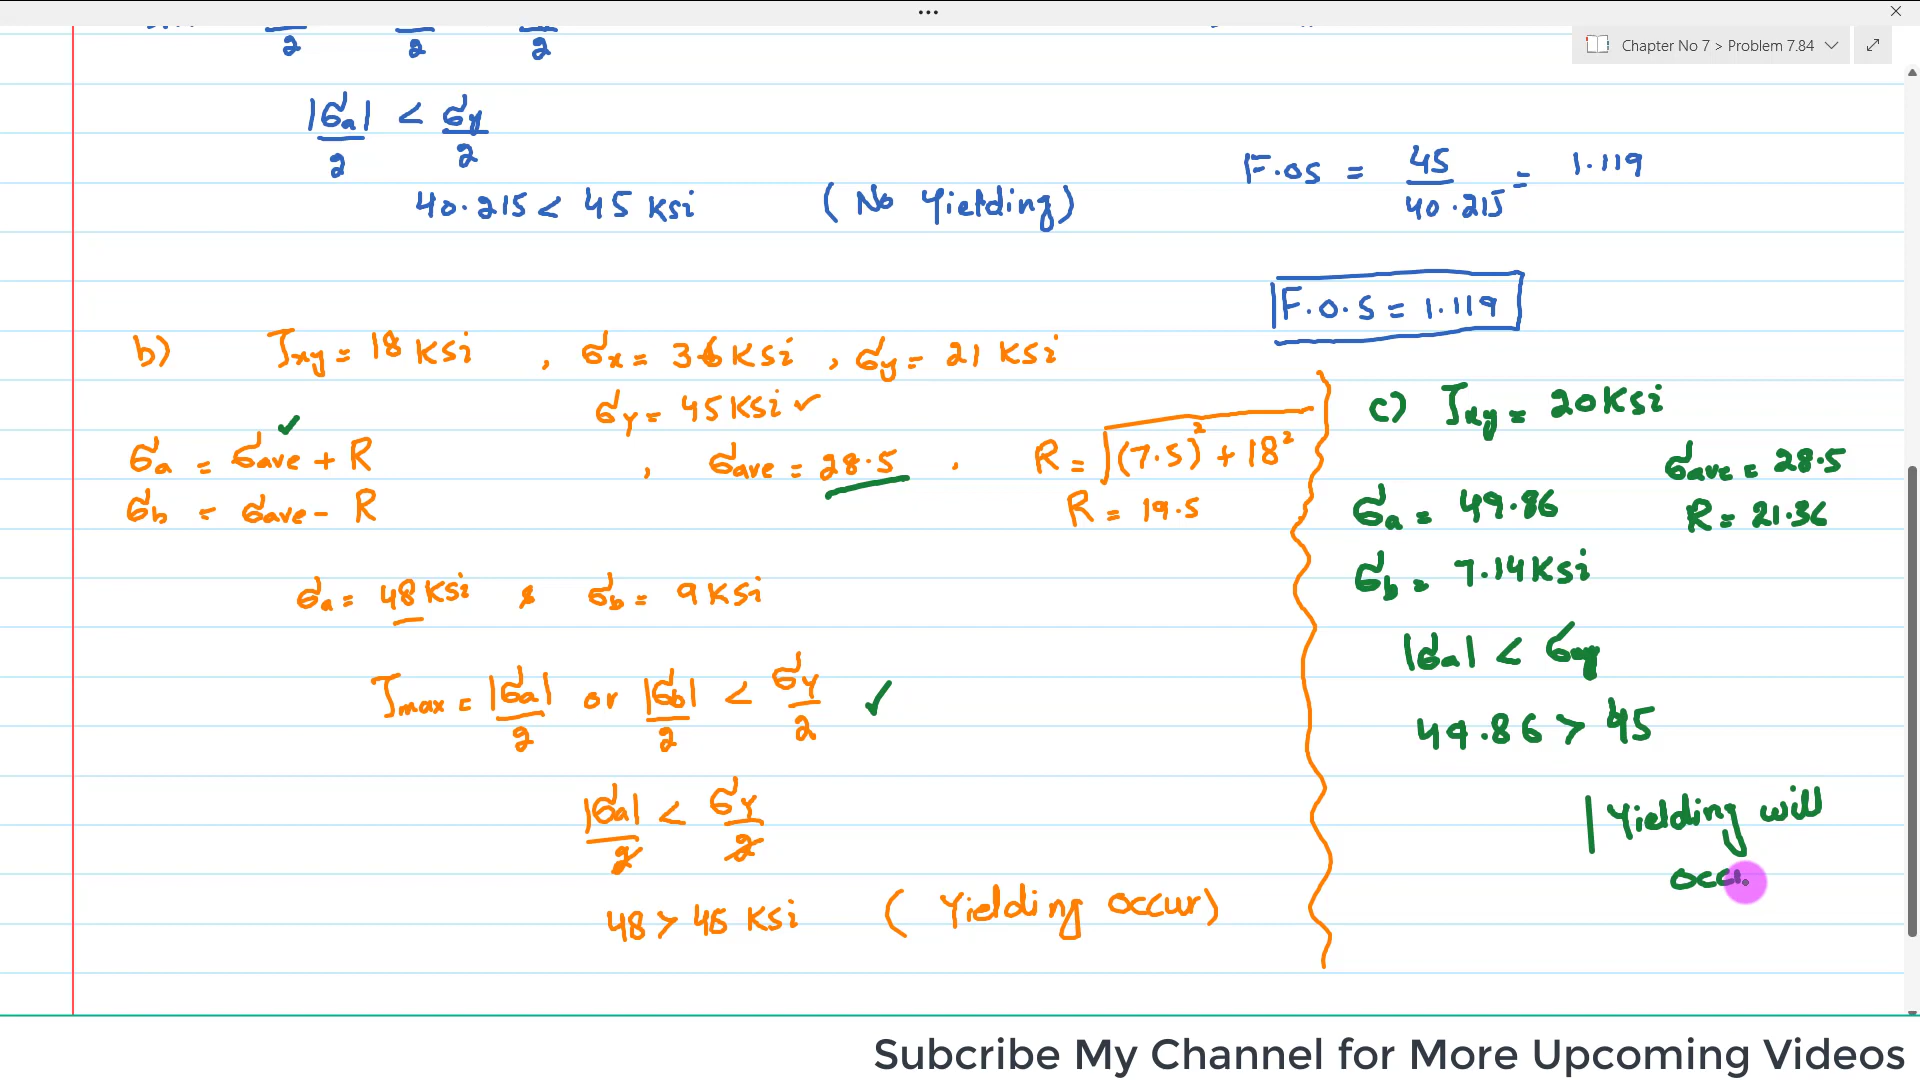 Chapter No 7 > Problem 7.84
2 2 2
|σa|/2 < σy/2
40.215 < 45 ksi (No Yielding)
F.OS = 45/40.215 = 1.119
F.O.S = 1.119
b) τxy = 18 ksi , σx = 36 ksi , σy = 21 ksi
σY = 45 ksi ✓
σa = σave + R , σave = 28.5 , R = √(7.5)² + 18²
σb = σave - R R = 19.5
σa = 48 ksi & σb = 9 ksi
τmax = |σa|/2 or |σb|/2 < σY/2 ✓
|σa|/2 < σY/2
48 > 45 ksi ( Yielding occur)
c) τxy = 20 ksi
σave = 28.5
σa = 49.86 R = 21.36
σb = 7.14 ksi
|σa| < σy
49.86 > 45
Yielding will
Subcribe My Channel for More Upcoming Videos